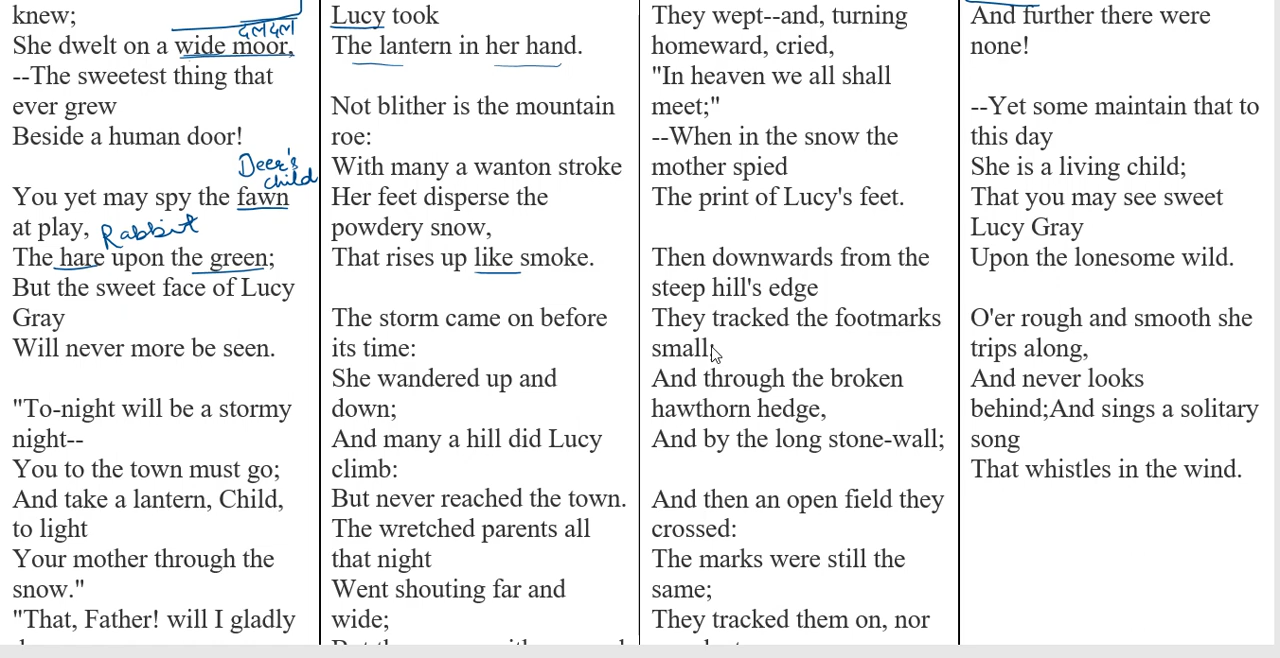 knew;
दलदल
She dwelt on a wide moor,
--The sweetest thing that
ever grew
Beside a human door!
Deer's
child
You yet may spy the fawn
at play,
Rabbit
The hare upon the green;
But the sweet face of Lucy
Gray
Will never more be seen.
"To-night will be a stormy
night--
You to the town must go;
And take a lantern, Child,
to light
Your mother through the
snow."
"That, Father! will I gladly
Lucy took
The lantern in her hand.
Not blither is the mountain
roe:
With many a wanton stroke
Her feet disperse the
powdery snow,
That rises up like smoke.
The storm came on before
its time:
She wandered up and
down;
And many a hill did Lucy
climb:
But never reached the town.
The wretched parents all
that night
Went shouting far and
wide;
They wept--and, turning
homeward, cried,
"In heaven we all shall
meet;"
--When in the snow the
mother spied
The print of Lucy's feet.
Then downwards from the
steep hill's edge
They tracked the footmarks
small;
And through the broken
hawthorn hedge,
And by the long stone-wall;
And then an open field they
crossed:
The marks were still the
same;
They tracked them on, nor
And further there were
none!
--Yet some maintain that to
this day
She is a living child;
That you may see sweet
Lucy Gray
Upon the lonesome wild.
O'er rough and smooth she
trips along,
And never looks
behind;And sings a solitary
song
That whistles in the wind.